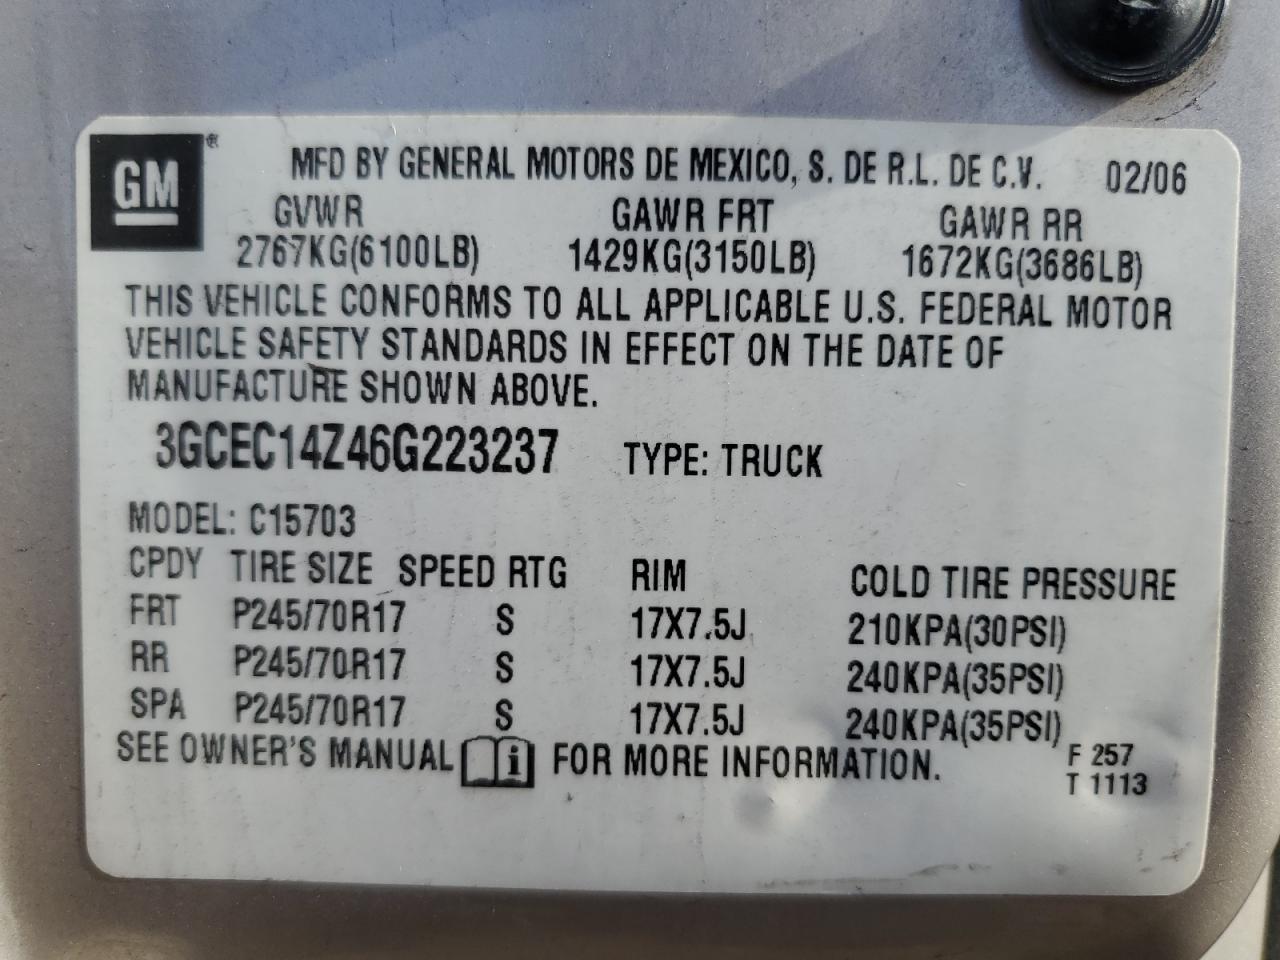 GM® MFD BY GENERAL MOTORS DE MEXICO, S. DE R.L. DE C.V. 02/06
GVWR GAWR FRT GAWR RR
2767KG(6100LB) 1429KG(3150LB) 1672KG(3686LB)
THIS VEHICLE CONFORMS TO ALL APPLICABLE U.S. FEDERAL MOTOR
VEHICLE SAFETY STANDARDS IN EFFECT ON THE DATE OF
MANUFACTURE SHOWN ABOVE.
3GCEC14Z46G223237 TYPE: TRUCK
MODEL: C15703
CPDY TIRE SIZE SPEED RTG RIM COLD TIRE PRESSURE
FRT P245/70R17 S 17X7.5J 210KPA(30PSI)
RR P245/70R17 S 17X7.5J 240KPA(35PSI)
SPA P245/70R17 S 17X7.5J 240KPA(35PSI)
SEE OWNER'S MANUAL i FOR MORE INFORMATION.
F 257
T 1113